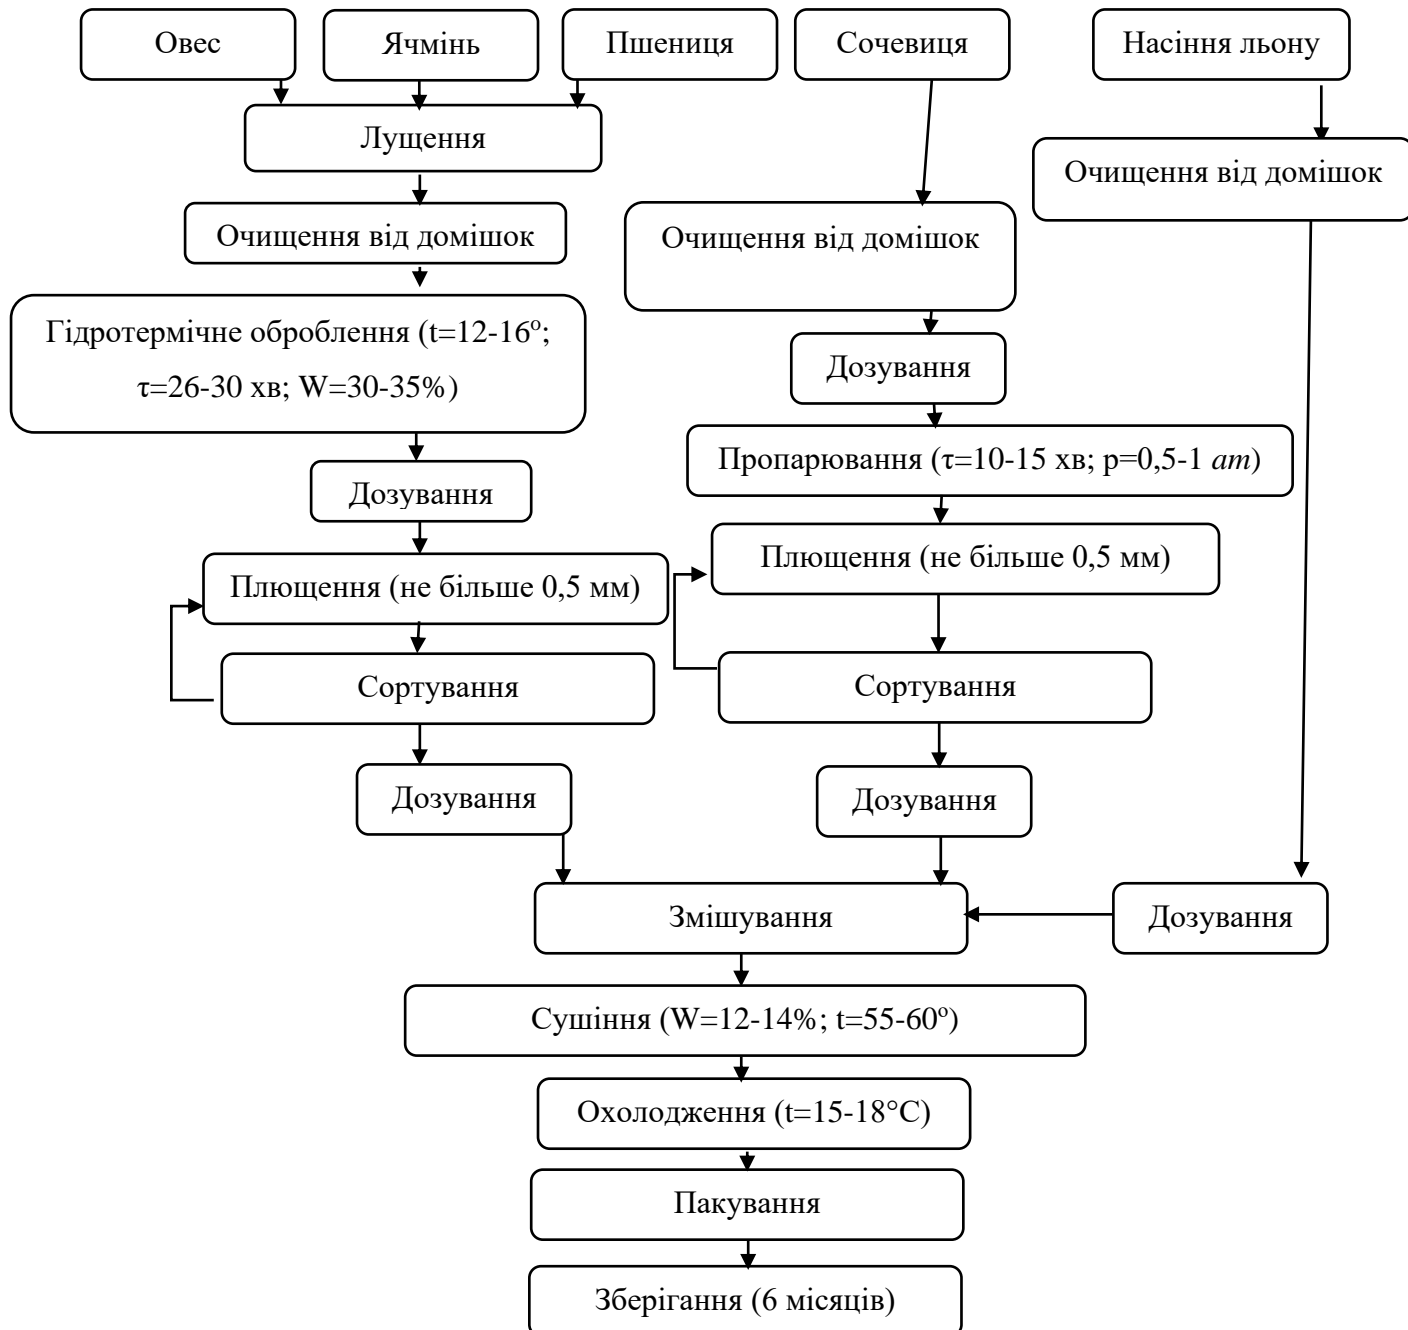 Овес
Ячмінь
Пшениця
Сочевиця
Насіння льону
Лущення
Очищення від домішок
Очищення від домішок
Очищення від домішок
Гідротермічне оброблення (t=12-16º;
τ=26-30 хв; W=30-35%)
Дозування
Пропарювання (τ=10-15 хв; р=0,5-1 ат)
Дозування
Плющення (не більше 0,5 мм)
Плющення (не більше 0,5 мм)
Сортування
Сортування
Дозування
Дозування
Змішування
Дозування
Сушіння (W=12-14%; t=55-60º)
Охолодження (t=15-18°С)
Пакування
Зберігання (6 місяців)